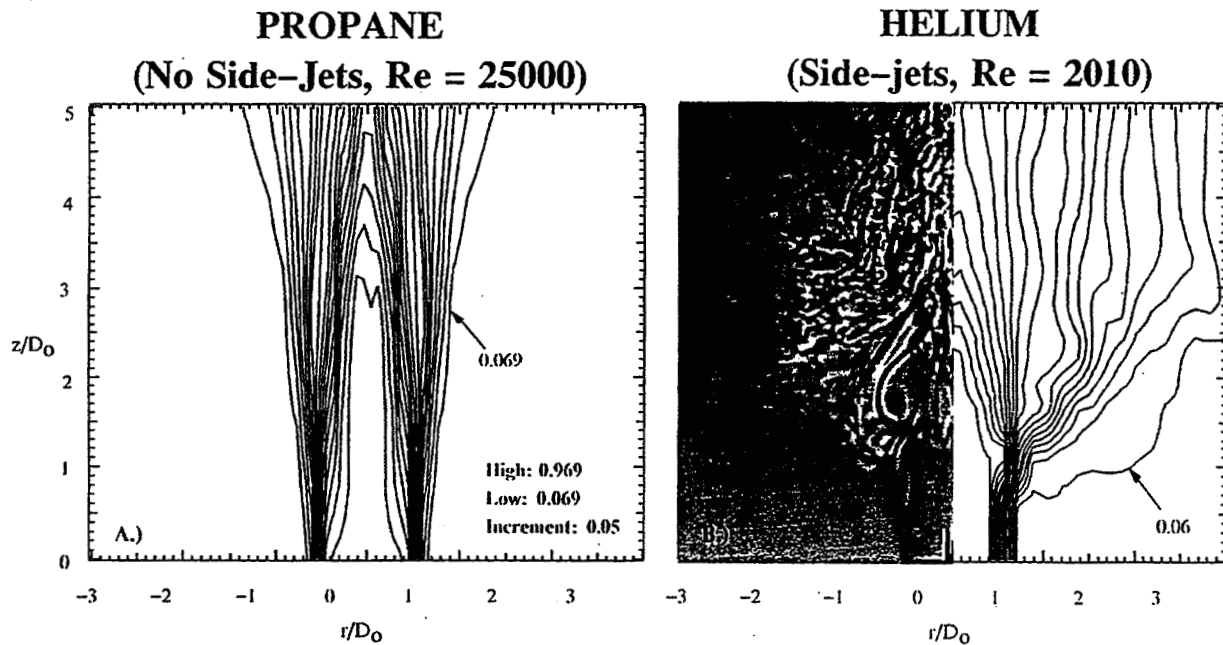 PROPANE
(No Side-Jets, Re = 25000)
HELIUM
(Side-jets, Re = 2010)
5
4
3
2
1
0
z/Do
0.069
High: 0.969
Low: 0.069
Increment: 0.05
A.)
-3 -2 -1 0 1 2 3
r/Do
B.)
0.06
-3 -2 -1 0 1 2 3
r/Do